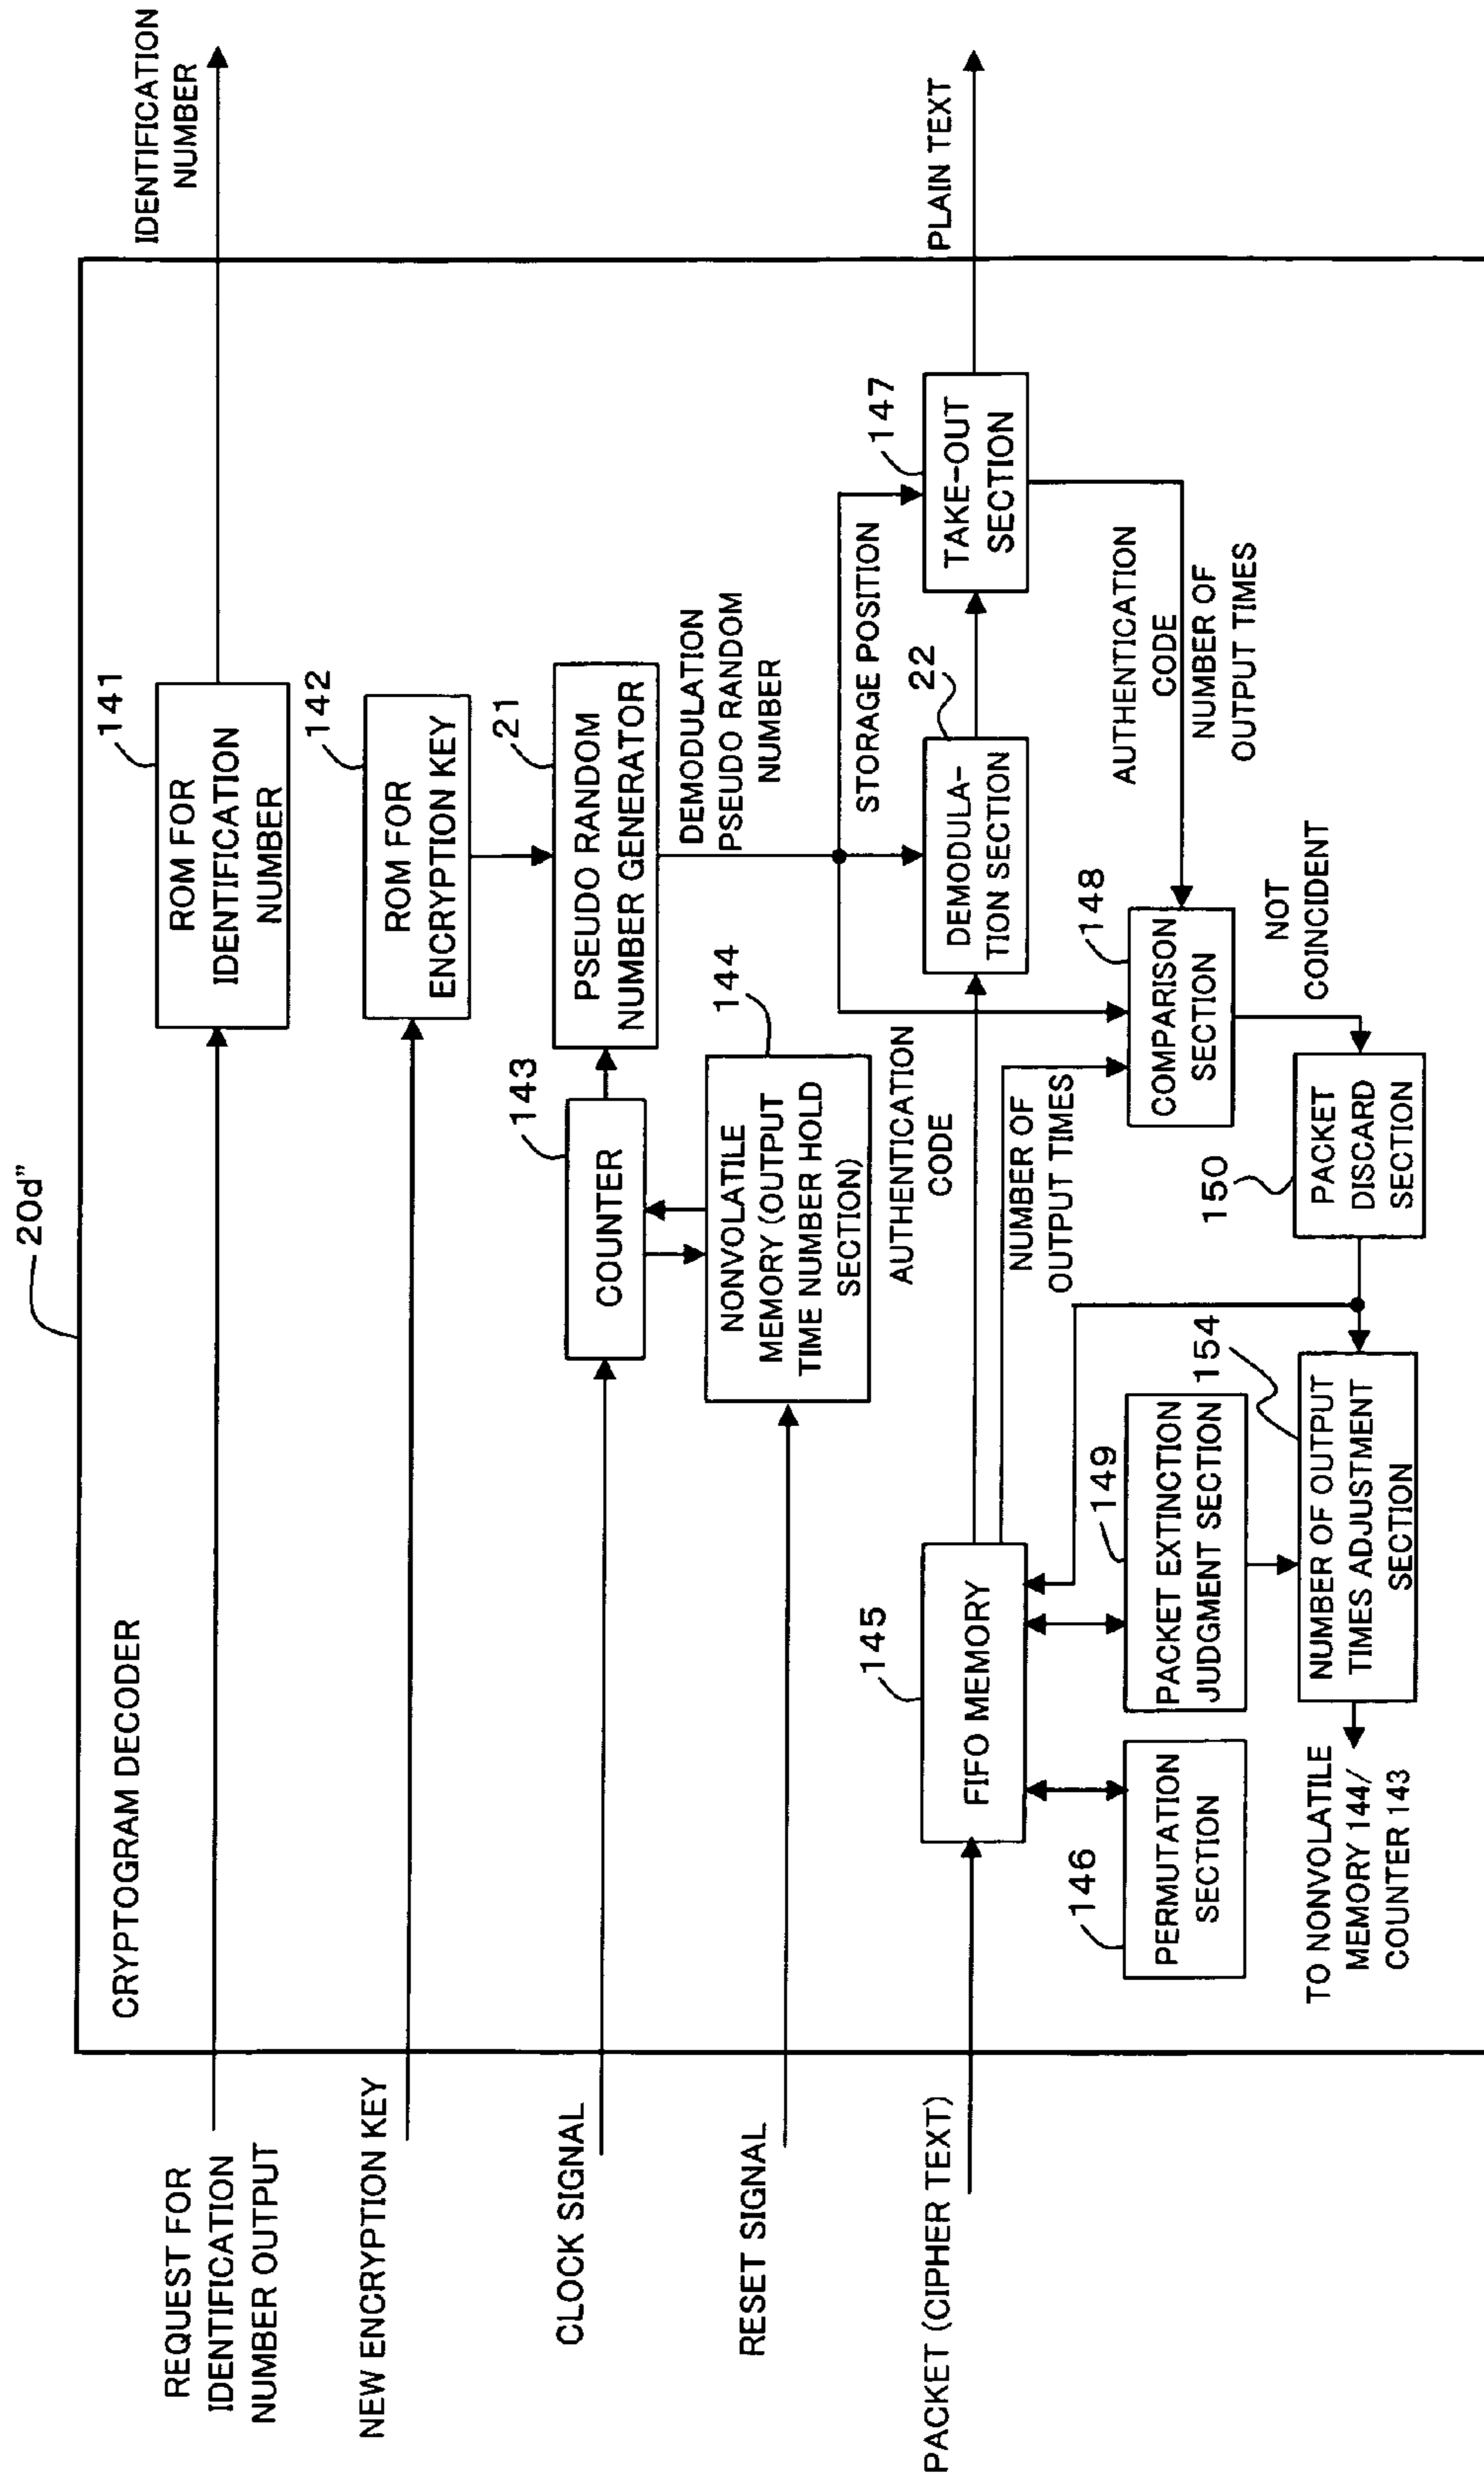 20d”
CRYPTOGRAM DECODER
REQUEST FOR
IDENTIFICATION
NUMBER OUTPUT
141
ROM FOR
IDENTIFICATION
NUMBER
IDENTIFICATION
NUMBER
NEW ENCRYPTION KEY
142
ROM FOR
ENCRYPTION KEY
CLOCK SIGNAL
143
COUNTER
21
PSEUDO RANDOM
NUMBER GENERATOR
DEMODULATION
PSEUDO RANDOM
NUMBER
RESET SIGNAL
144
NONVOLATILE
MEMORY (OUTPUT
TIME NUMBER HOLD
SECTION)
PACKET (CIPHER TEXT)
145
FIFO MEMORY
AUTHENTICATION
CODE
NUMBER OF
OUTPUT TIMES
STORAGE POSITION
22
DEMODULA-
TION SECTION
147
TAKE-OUT
SECTION
PLAIN TEXT
AUTHENTICATION
CODE
NUMBER OF
OUTPUT TIMES
146
PERMUTATION
SECTION
149
PACKET EXTINCTION
JUDGMENT SECTION
148
COMPARISON
SECTION
NOT
COINCIDENT
150
PACKET
DISCARD
SECTION
154
NUMBER OF OUTPUT
TIMES ADJUSTMENT
SECTION
TO NONVOLATILE
MEMORY 144/
COUNTER 143